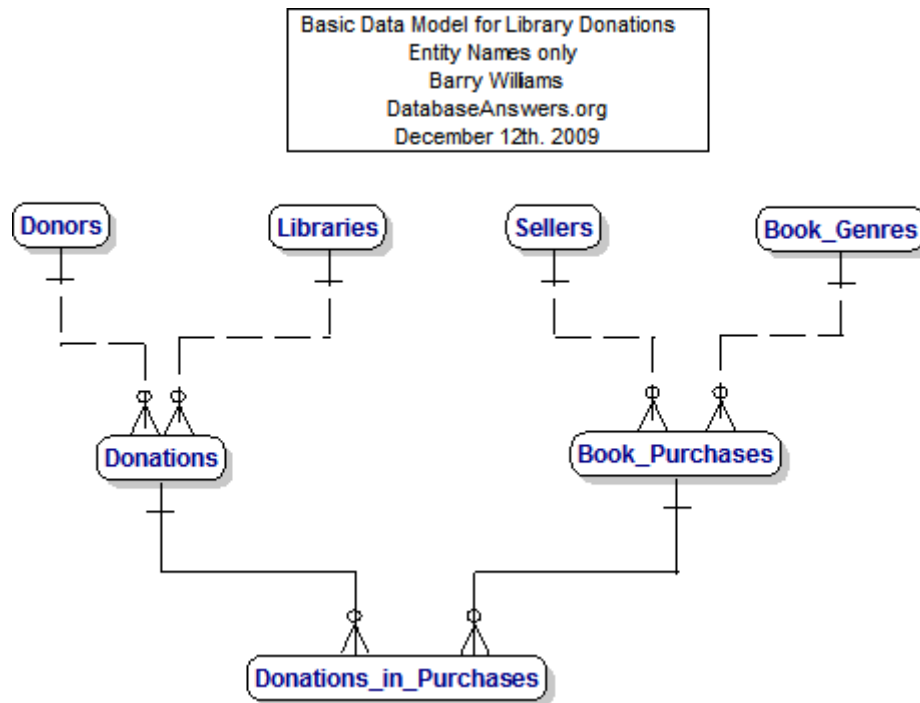 Basic Data Model for Library Donations
Entity Names only
Barry Williams
DatabaseAnswers.org
December 12th. 2009
Donors
Libraries
Sellers
Book_Genres
Donations
Book_Purchases
Donations_in_Purchases